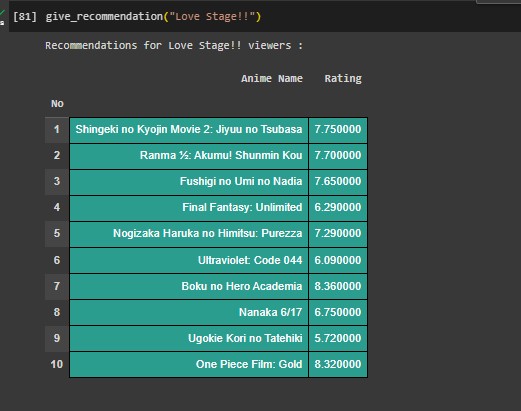 [81] give_recommendation("Love Stage!!")
s
Recommendations for Love Stage!! viewers :
Anime Name Rating
No
1 Shingeki no Kyojin Movie 2: Jiyuu no Tsubasa 7.750000
2 Ranma ½: Akumu! Shunmin Kou 7.700000
3 Fushigi no Umi no Nadia 7.650000
4 Final Fantasy: Unlimited 6.290000
5 Nogizaka Haruka no Himitsu: Purezza 7.290000
6 Ultraviolet: Code 044 6.090000
7 Boku no Hero Academia 8.360000
8 Nanaka 6/17 6.750000
9 Ugokie Kori no Tatehiki 5.720000
10 One Piece Film: Gold 8.320000